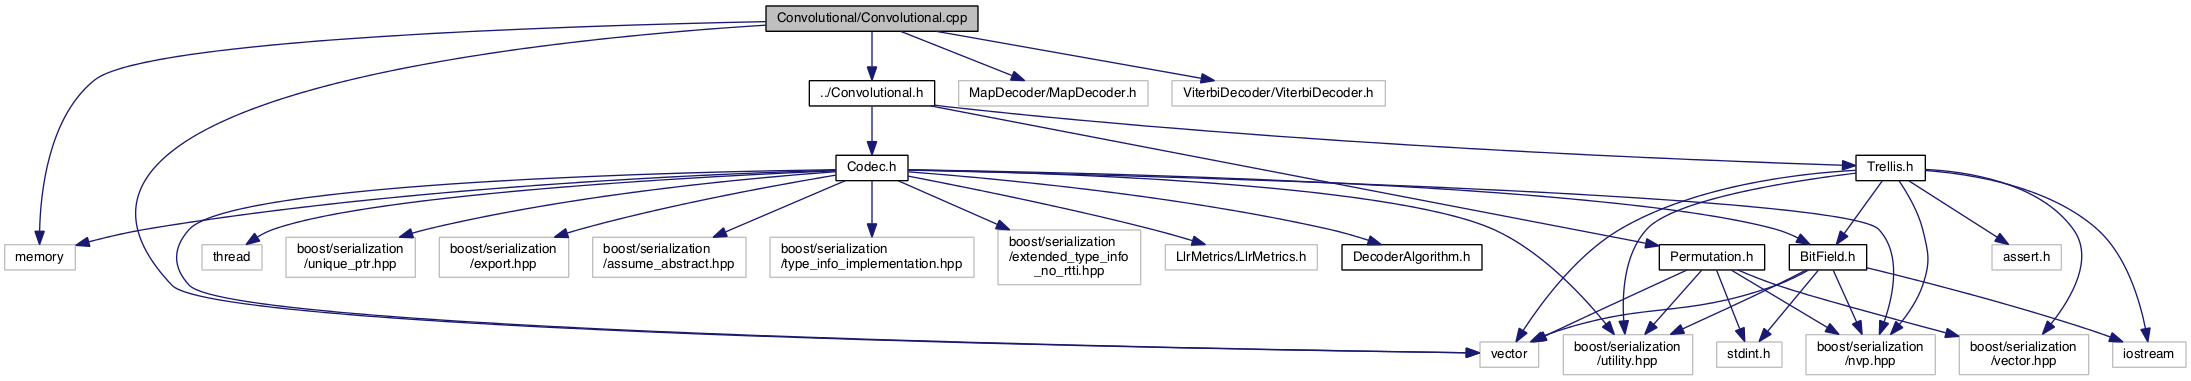 Convolutional/Convolutional.cpp
../Convolutional.h
MapDecoder/MapDecoder.h
ViterbiDecoder/ViterbiDecoder.h
Codec.h
Trellis.h
memory
thread
boost/serialization
/unique_ptr.hpp
boost/serialization
/export.hpp
boost/serialization
/assume_abstract.hpp
boost/serialization
/type_info_implementation.hpp
boost/serialization
/extended_type_info
_no_rtti.hpp
LlrMetrics/LlrMetrics.h
DecoderAlgorithm.h
Permutation.h
BitField.h
assert.h
vector
boost/serialization
/utility.hpp
stdint.h
boost/serialization
/nvp.hpp
boost/serialization
/vector.hpp
iostream